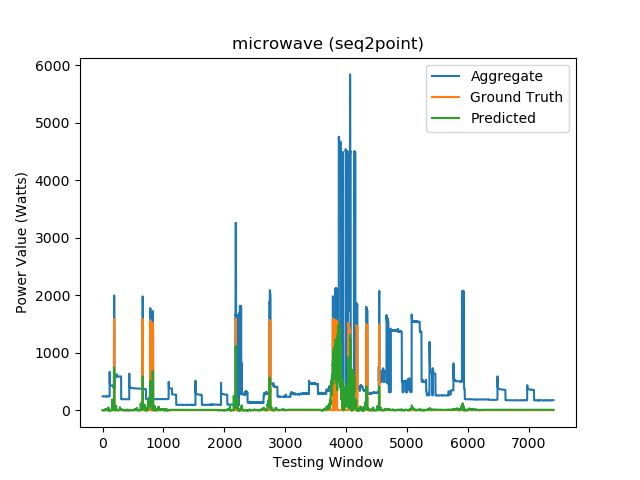 microwave (seq2point)
Aggregate
Ground Truth
Predicted
Power Value (Watts)
6000
5000
4000
3000
2000
1000
0
0 1000 2000 3000 4000 5000 6000 7000
Testing Window